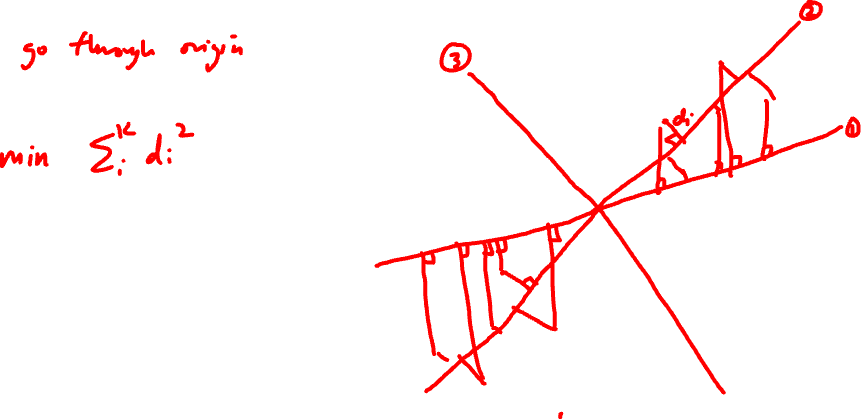 go through origin
min Σᵢᴷ dᵢ²
③
②
①
dᵢ